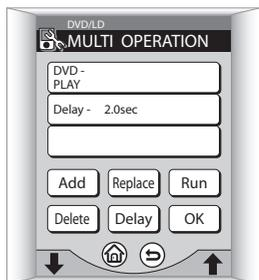 DVD/LD
MULTI OPERATION
DVD -
PLAY
Delay - 2.0sec
Add Replace Run
Delete Delay OK